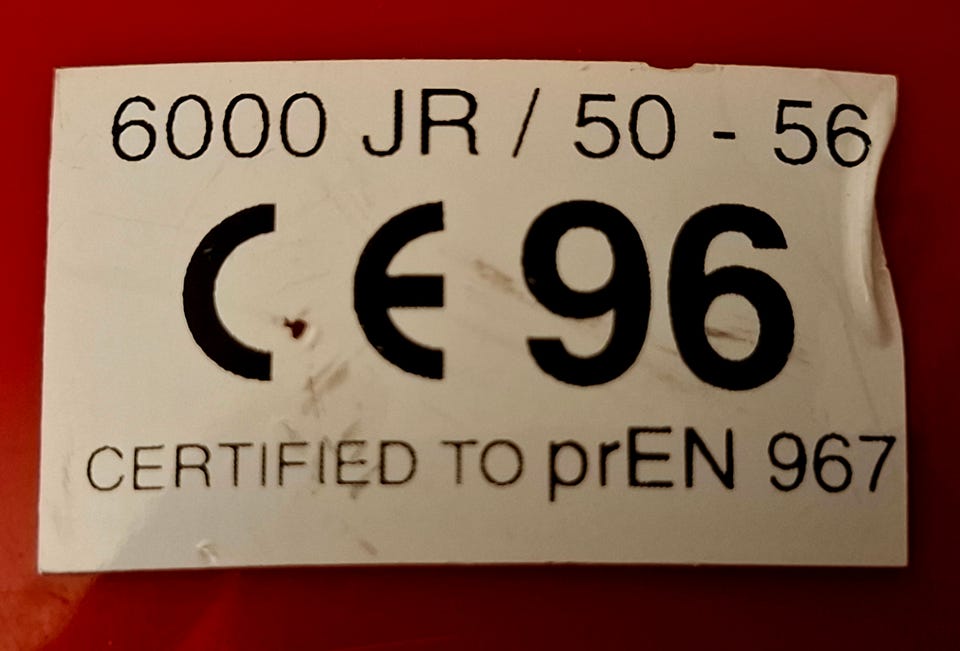 6000 JR / 50 - 56
CE 96
CERTIFIED TO prEN 967